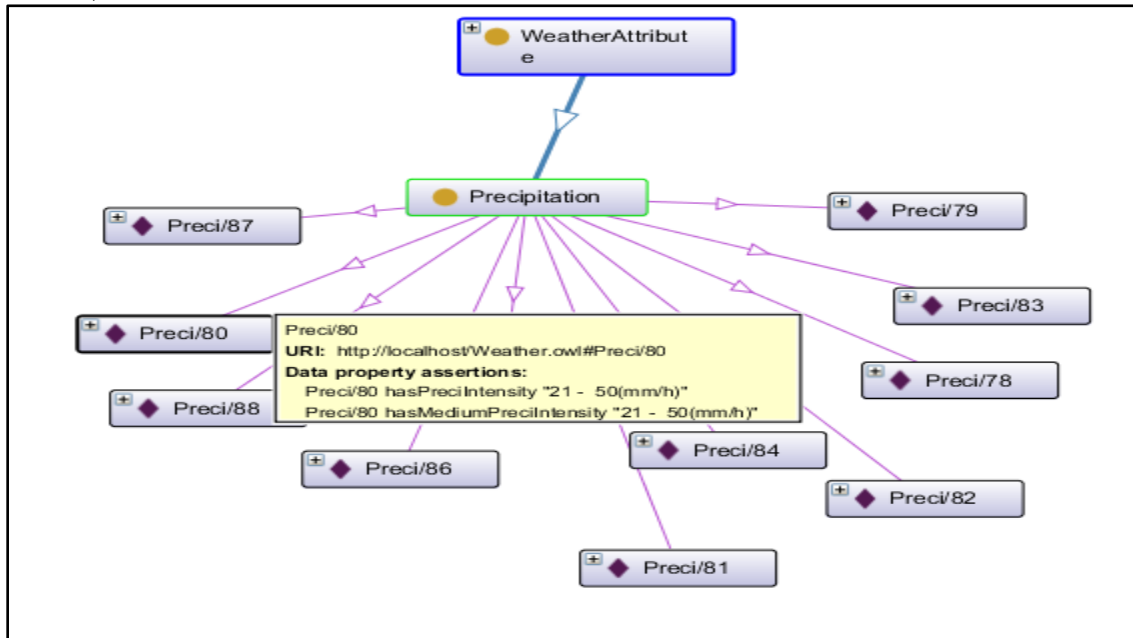 WeatherAttribut
e
Precipitation
Preci/87
Preci/79
Preci/80
Preci/83
Preci/80
URI: http://localhost/Weather.owl#Preci/80
Data property assertions:
Preci/80 hasPreciIntensity "21 - 50(mm/h)"
Preci/80 hasMediumPreciIntensity "21 - 50(mm/h)"
Preci/78
Preci/88
Preci/84
Preci/86
Preci/82
Preci/81